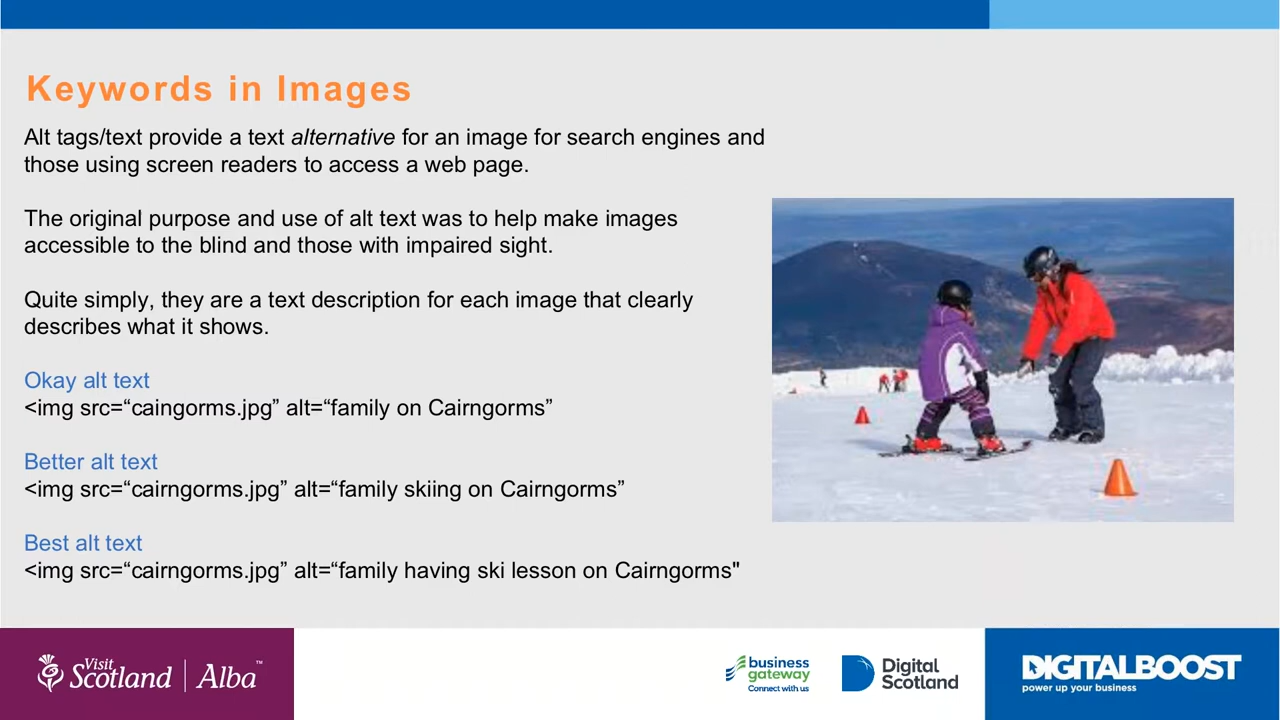 Keywords in Images
Alt tags/text provide a text alternative for an image for search engines and
those using screen readers to access a web page.
The original purpose and use of alt text was to help make images
accessible to the blind and those with impaired sight.
Quite simply, they are a text description for each image that clearly
describes what it shows.
Okay alt text
<img src=“caingorms.jpg” alt=“family on Cairngorms”
Better alt text
<img src=“cairngorms.jpg” alt=“family skiing on Cairngorms”
Best alt text
<img src=“cairngorms.jpg” alt=“family having ski lesson on Cairngorms"
Visit
Scotland | Alba™
business
gateway
Connect with us
Digital
Scotland
DIGITALBOOST
power up your business